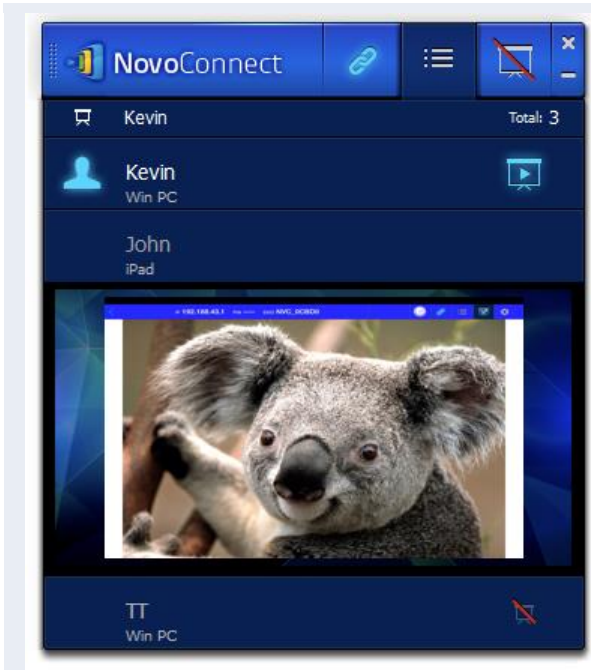 NovoConnect
Kevin
Total: 3
Kevin
Win PC
John
iPad
192.168.43.1
TT
Win PC